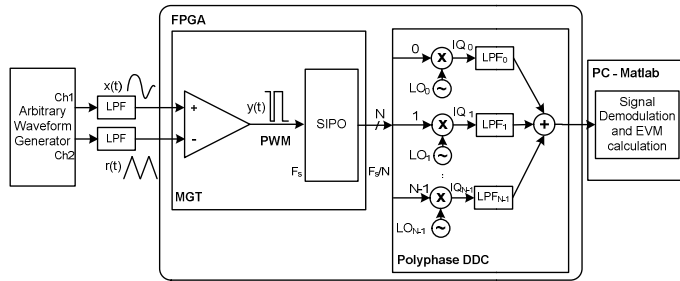 FPGA
MGT
Arbitrary
Waveform
Generator
Ch1
Ch2
x(t)
LPF
LPF
r(t)
+
-
y(t)
PWM
SIPO
Fs
N
Fs/N
0
LO0
X
~
IQ0
LPF0
1
LO1
X
~
IQ1
LPF1
:
N-1
LON-1
X
~
IQN-1
LPFN-1
+
Polyphase DDC
PC - Matlab
Signal
Demodulation
and EVM
calculation